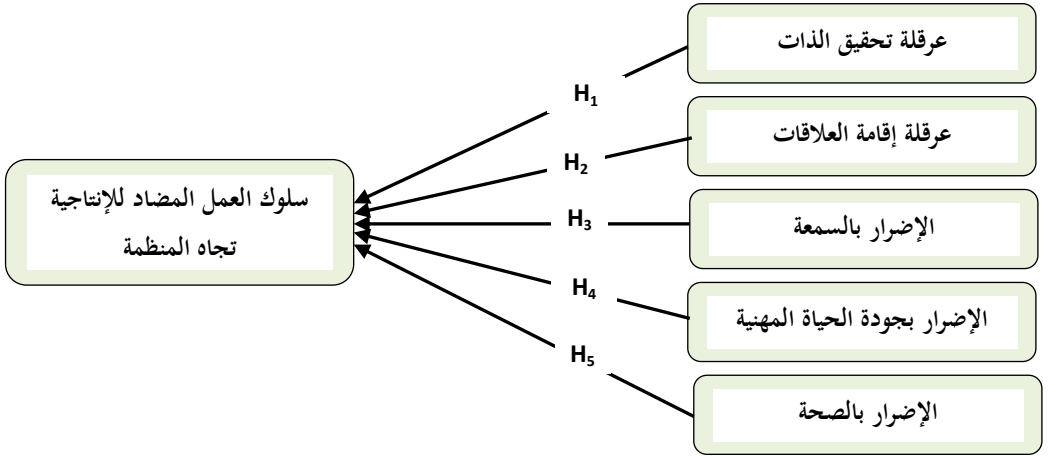 عرقلة تحقيق الذات
H₁
عرقلة إقامة العلاقات
H₂
سلوك العمل المضاد للإنتاجية
تجاه المنظمة
H₃
الإضرار بالسمعة
H₄
الإضرار بجودة الحياة المهنية
H₅
الإضرار بالصحة